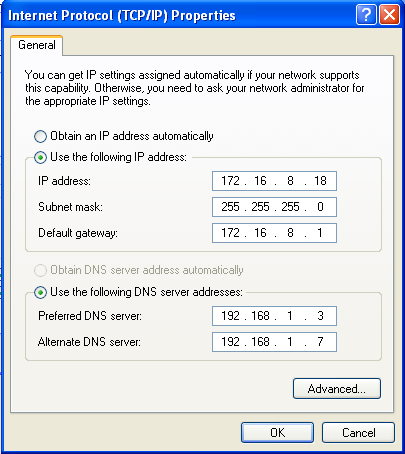 Internet Protocol (TCP/IP) Properties
General
You can get IP settings assigned automatically if your network supports
this capability. Otherwise, you need to ask your network administrator for
the appropriate IP settings.
Obtain an IP address automatically
Use the following IP address:
IP address: 172 . 16 . 8 . 18
Subnet mask: 255 . 255 . 255 . 0
Default gateway: 172 . 16 . 8 . 1
Obtain DNS server address automatically
Use the following DNS server addresses:
Preferred DNS server: 192 . 168 . 1 . 3
Alternate DNS server: 192 . 168 . 1 . 7
Advanced...
OK Cancel